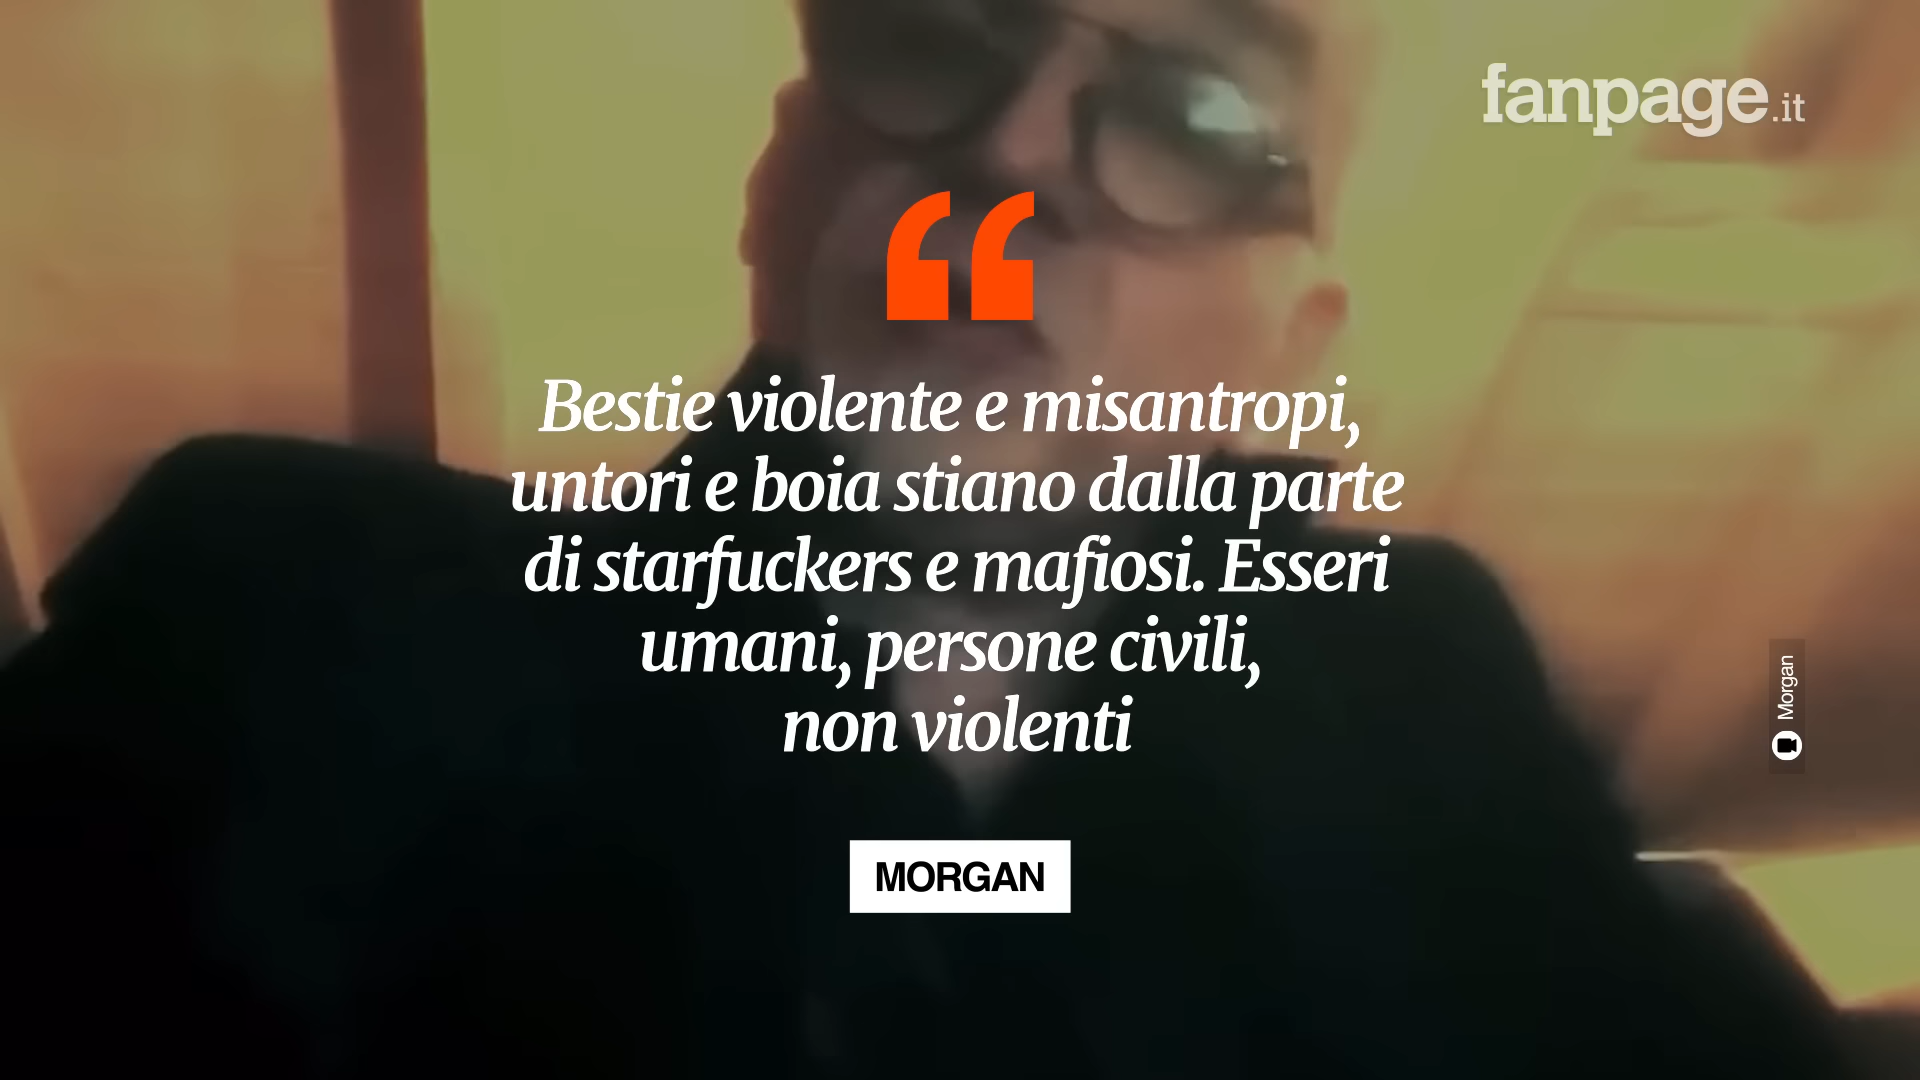 fanpage.it
Bestie violente e misantropi,
untori e boia stiano dalla parte
di starfuckers e mafiosi. Esseri
umani, persone civili,
non violenti
Morgan
MORGAN